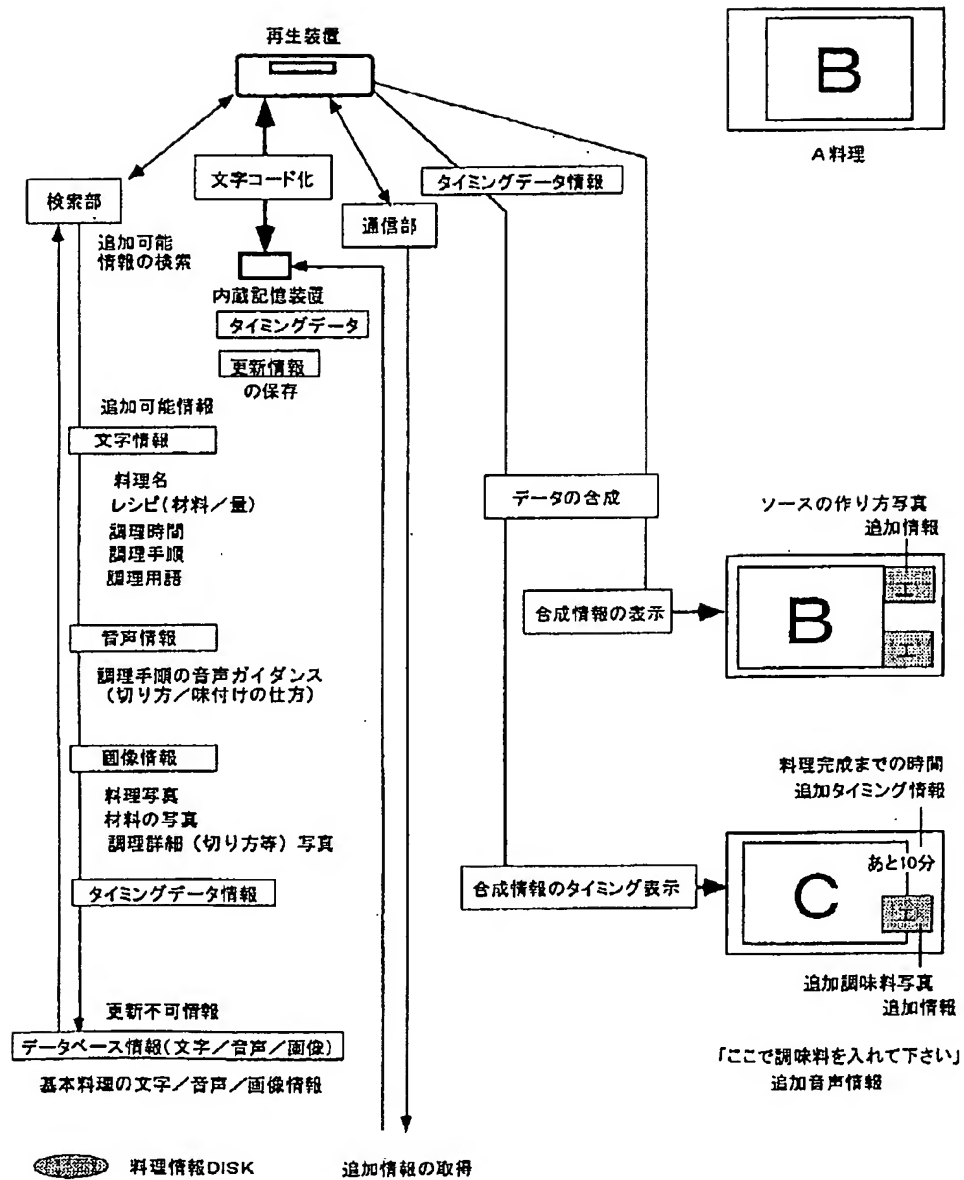 再生装置
B
A料理
文字コード化
タイミングデータ情報
検索部
通信部
追加可能
情報の検索
内蔵記憶装置
タイミングデータ
更新情報
の保存
追加可能情報
文字情報
料理名
レシピ(材料/量)
調理時間
調理手順
調理用語
データの合成
ソースの作り方写真
追加情報
合成情報の表示
B
音声情報
調理手順の音声ガイダンス
(切り方/味付けの仕方)
画像情報
料理写真
材料の写真
調理詳細(切り方等)写真
料理完成までの時間
追加タイミング情報
あと10分
C
タイミングデータ情報
合成情報のタイミング表示
追加調味料写真
追加情報
更新不可情報
データベース情報(文字/音声/画像)
基本料理の文字/音声/画像情報
「ここで調味料を入れて下さい」
追加音声情報
料理情報DISK
追加情報の取得